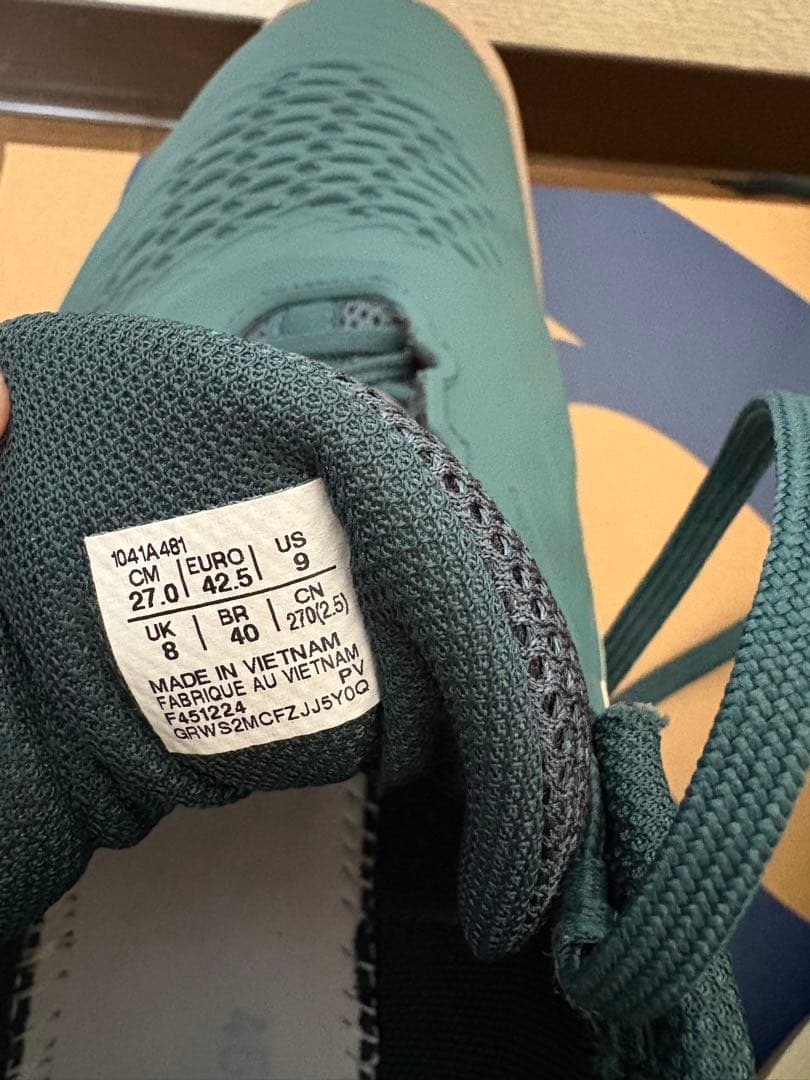 1041A481
CM | EURO | US
27.0 | 42.5 | 9
UK | BR | CN
8 | 40 | 270(2.5)
MADE IN VIETNAM
FABRIQUE AU VIETNAM
F451224 PV
GRWS2MCFZJJ5Y0Q